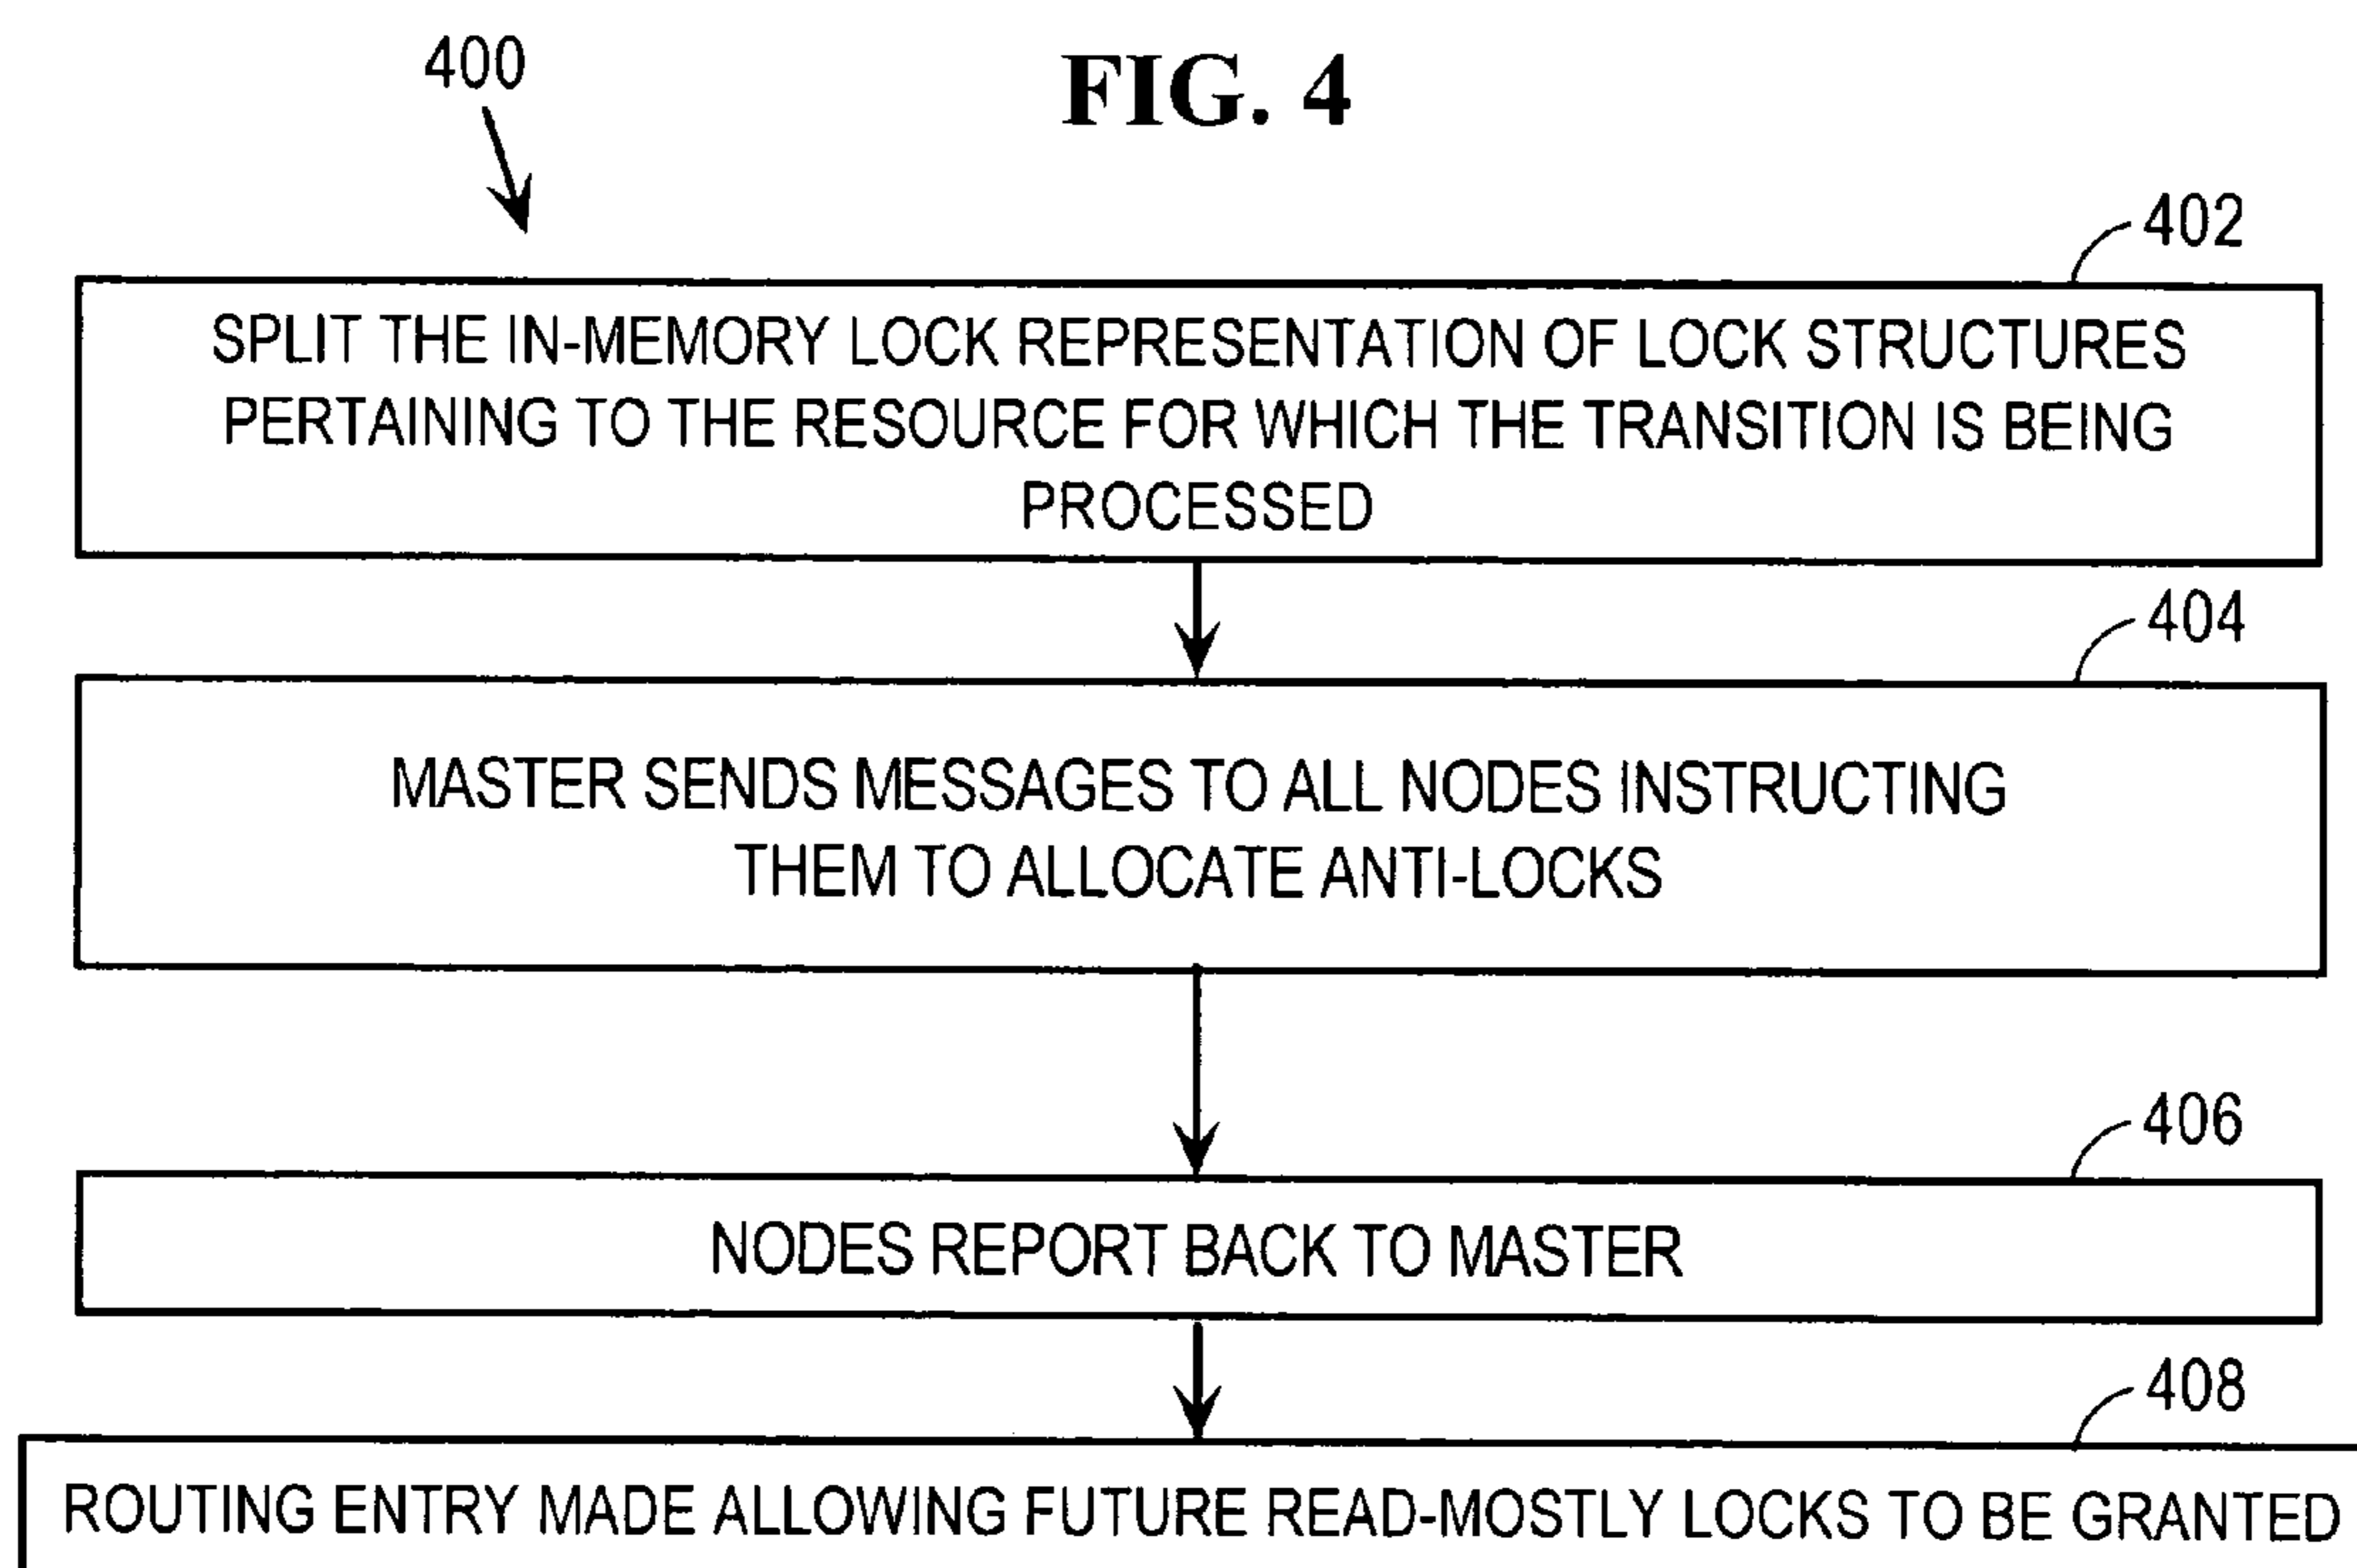 400
FIG. 4
402
SPLIT THE IN-MEMORY LOCK REPRESENTATION OF LOCK STRUCTURES
PERTAINING TO THE RESOURCE FOR WHICH THE TRANSITION IS BEING
PROCESSED
404
MASTER SENDS MESSAGES TO ALL NODES INSTRUCTING
THEM TO ALLOCATE ANTI-LOCKS
406
NODES REPORT BACK TO MASTER
408
ROUTING ENTRY MADE ALLOWING FUTURE READ-MOSTLY LOCKS TO BE GRANTED